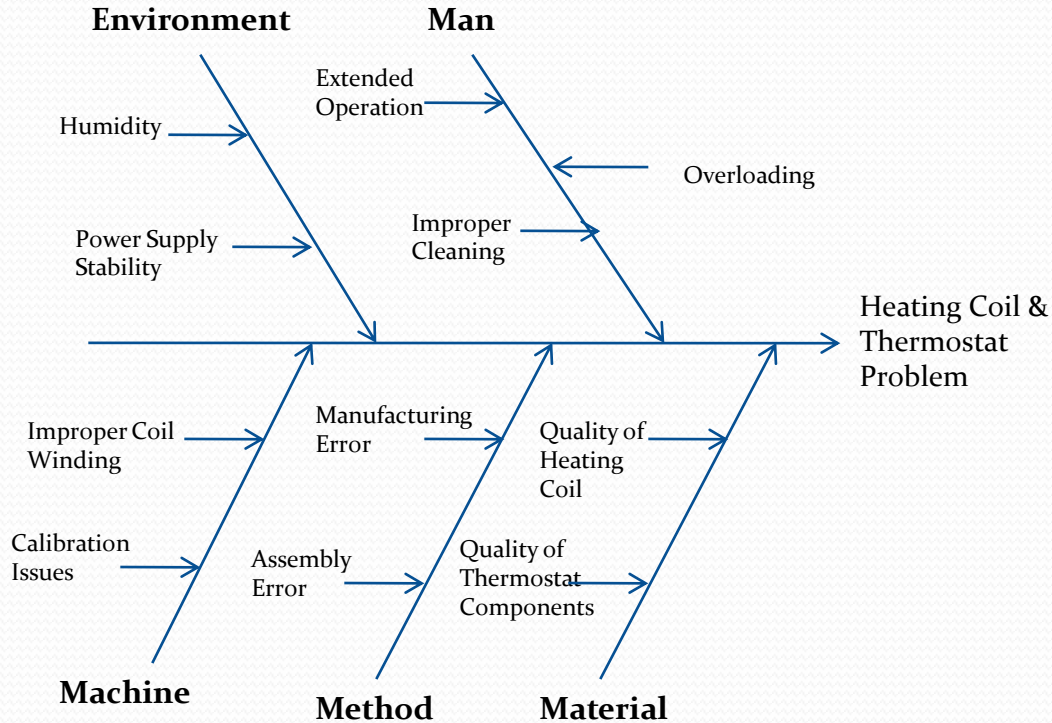 Environment
Man
Extended
Operation
Humidity
Overloading
Improper
Cleaning
Power Supply
Stability
Heating Coil &
Thermostat
Problem
Improper Coil
Winding
Manufacturing
Error
Quality of
Heating
Coil
Calibration
Issues
Assembly
Error
Quality of
Thermostat
Components
Machine
Method
Material